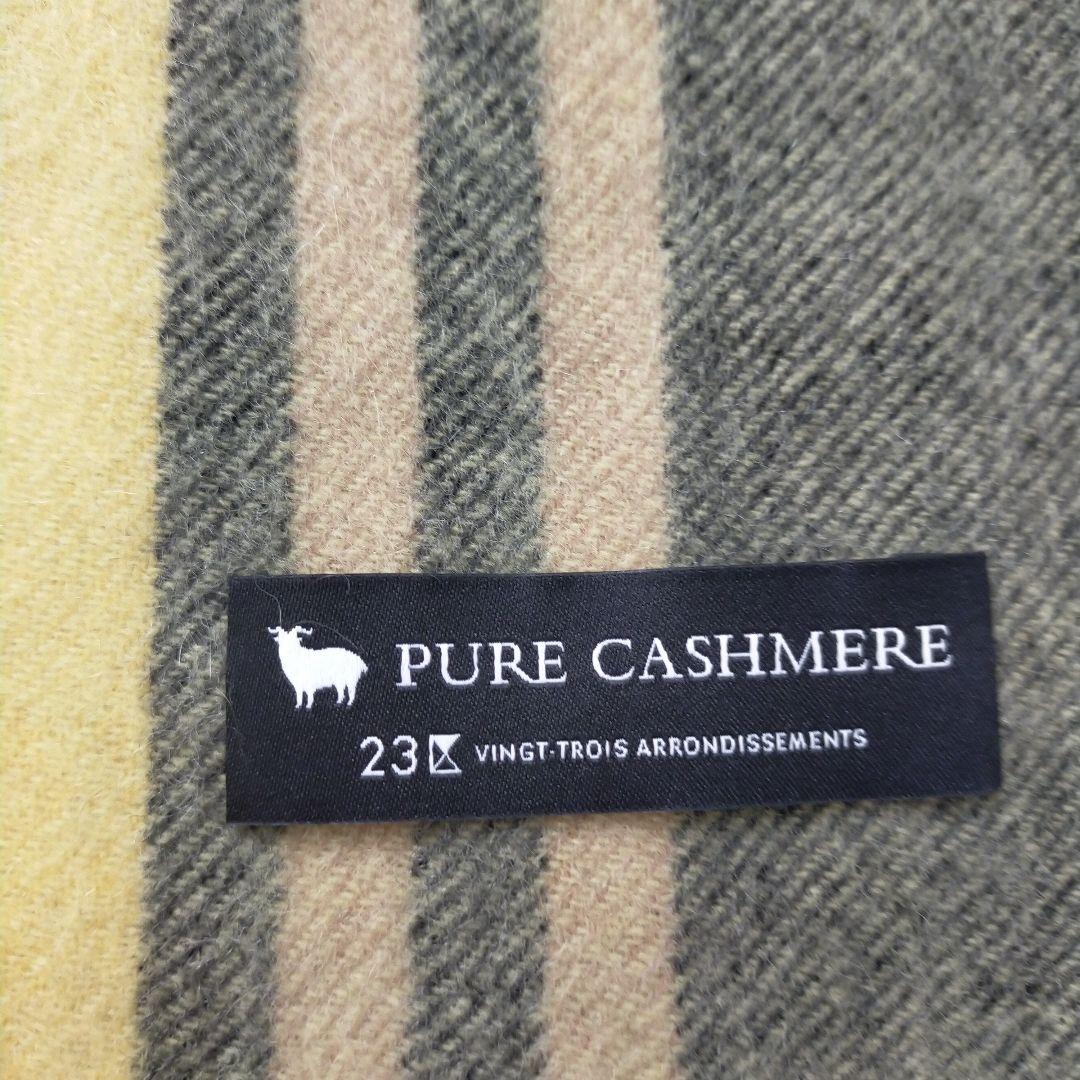 PURE CASHMERE
23 VINGT-TROIS ARRONDISSEMENTS